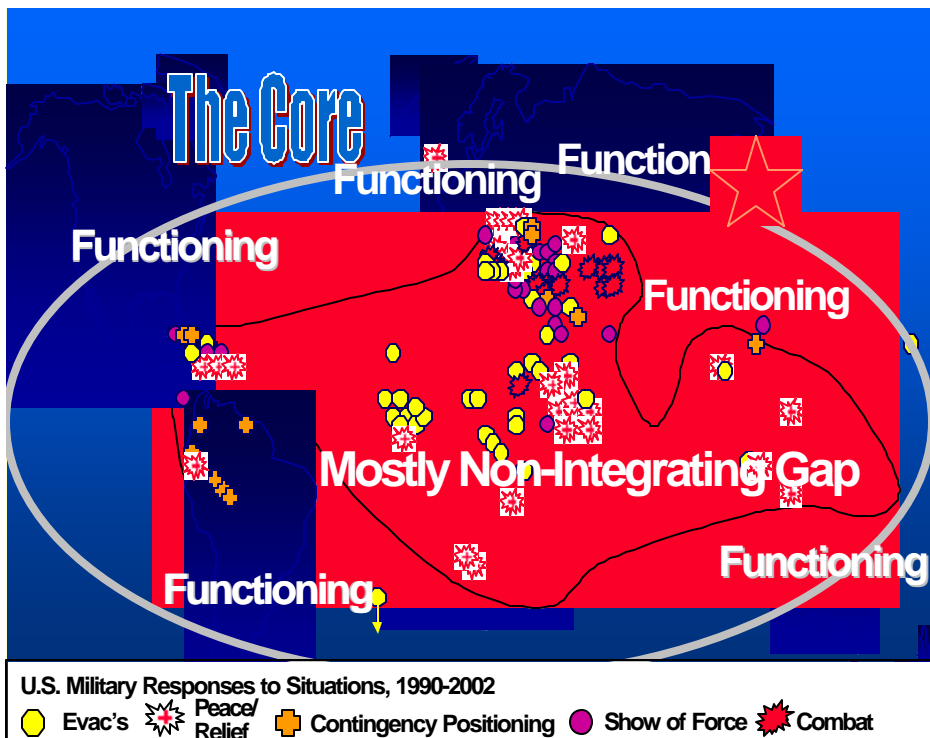 The Core
Function
Functioning
Functioning
Functioning
Mostly Non-Integrating Gap
Functioning
Functioning
U.S. Military Responses to Situations, 1990-2002
Evac's
Peace/
Relief
Contingency Positioning
Show of Force
Combat